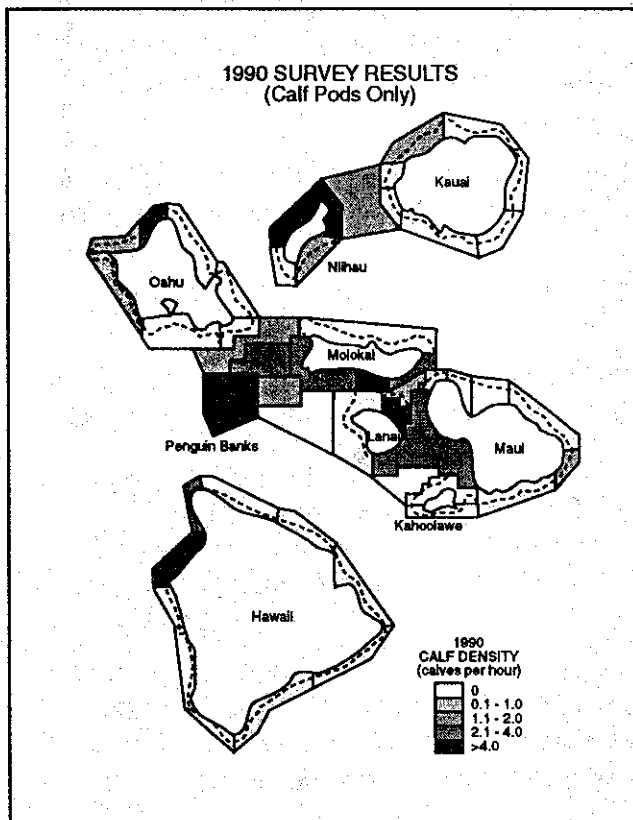 1990 SURVEY RESULTS
(Calf Pods Only)
Kauai
Niihau
Oahu
Molokai
Lanai
Maui
Penguin Banks
Kahoolawe
Hawaii
1990
CALF DENSITY
(calves per hour)
0
0.1 - 1.0
1.1 - 2.0
2.1 - 4.0
>4.0